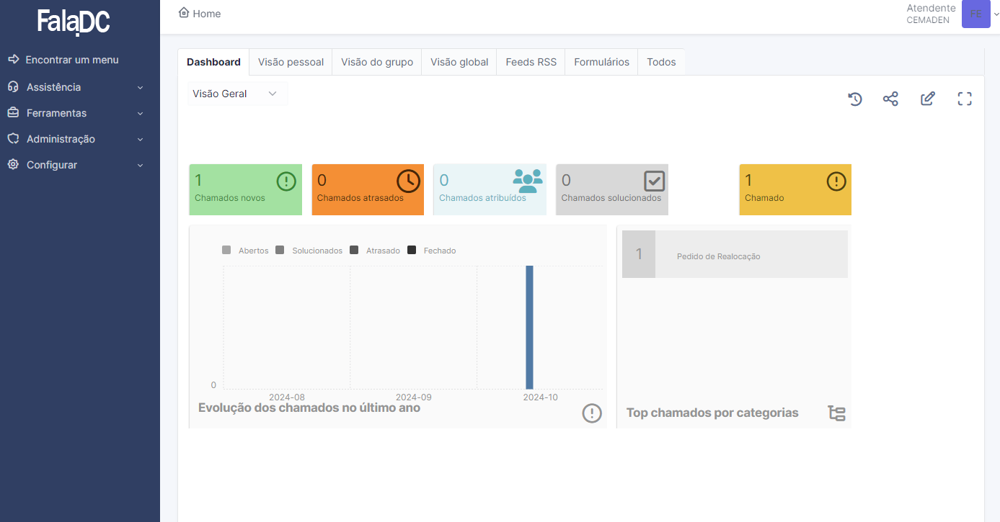 FalaDC
Home
Atendente
CEMADEN
FE
Encontrar um menu
Assistência
Ferramentas
Administração
Configurar
Dashboard
Visão pessoal
Visão do grupo
Visão global
Feeds RSS
Formulários
Todos
Visão Geral
1
Chamados novos
0
Chamados atrasados
0
Chamados atribuídos
0
Chamados solucionados
1
Chamado
Abertos
Solucionados
Atrasado
Fechado
0
2024-08
2024-09
2024-10
Evolução dos chamados no último ano
1
Pedido de Realocação
Top chamados por categorias